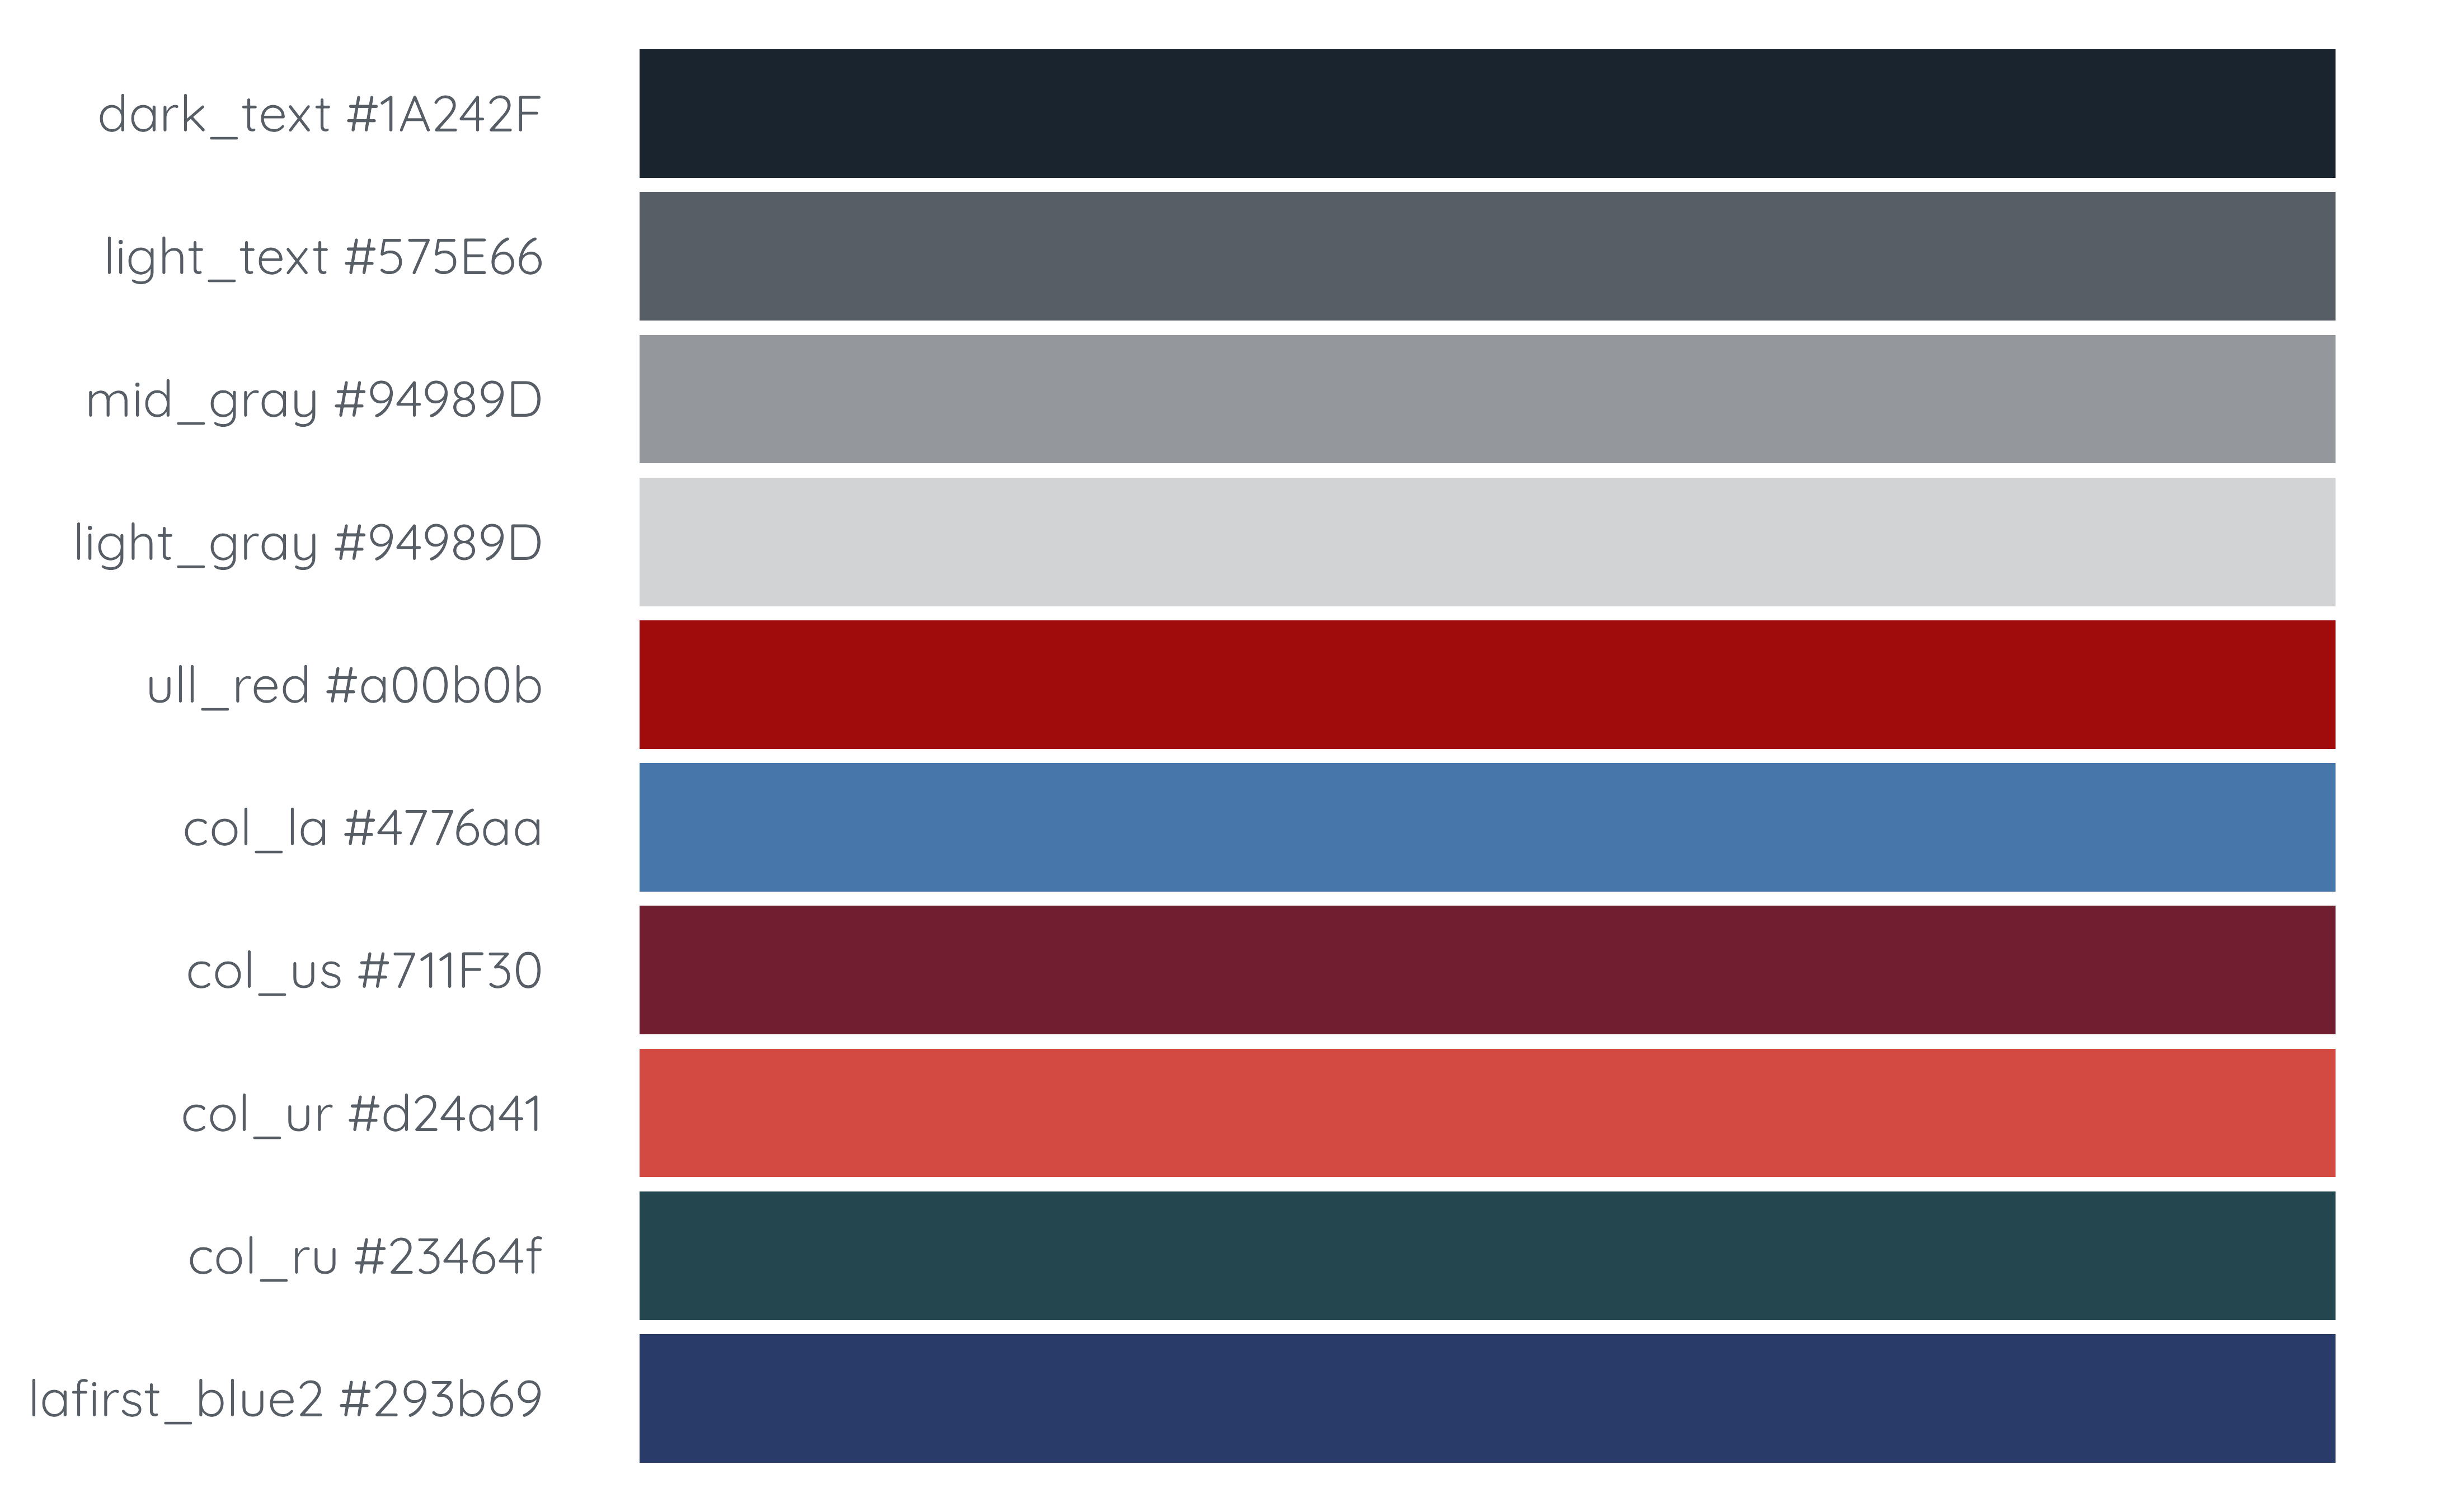 dark_text #1A242F
light_text #575E66
mid_gray #94989D
light_gray #94989D
ull_red #a00b0b
col_la #4776aa
col_us #711F30
col_ur #d24a41
col_ru #23464f
lafirst_blue2 #293b69